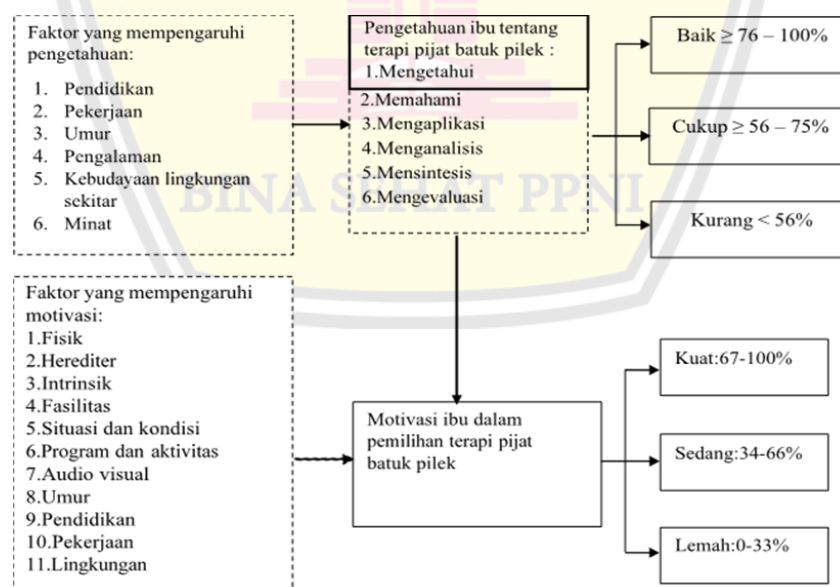 Faktor yang mempengaruhi
pengetahuan:
1. Pendidikan
2. Pekerjaan
3. Umur
4. Pengalaman
5. Kebudayaan lingkungan
sekitar
6. Minat
Pengetahuan ibu tentang
terapi pijat batuk pilek :
1.Mengetahui
2.Memahami
3.Mengaplikasi
4.Menganalisis
5.Mensintesis
6.Mengevaluasi
Baik ≥ 76 – 100%
Cukup ≥ 56 – 75%
Kurang < 56%
BINA SEHAT PPNI
Faktor yang mempengaruhi
motivasi:
1.Fisik
2.Herediter
3.Intrinsik
4.Fasilitas
5.Situasi dan kondisi
6.Program dan aktivitas
7.Audio visual
8.Umur
9.Pendidikan
10.Pekerjaan
11.Lingkungan
Motivasi ibu dalam
pemilihan terapi pijat
batuk pilek
Kuat:67-100%
Sedang:34-66%
Lemah:0-33%